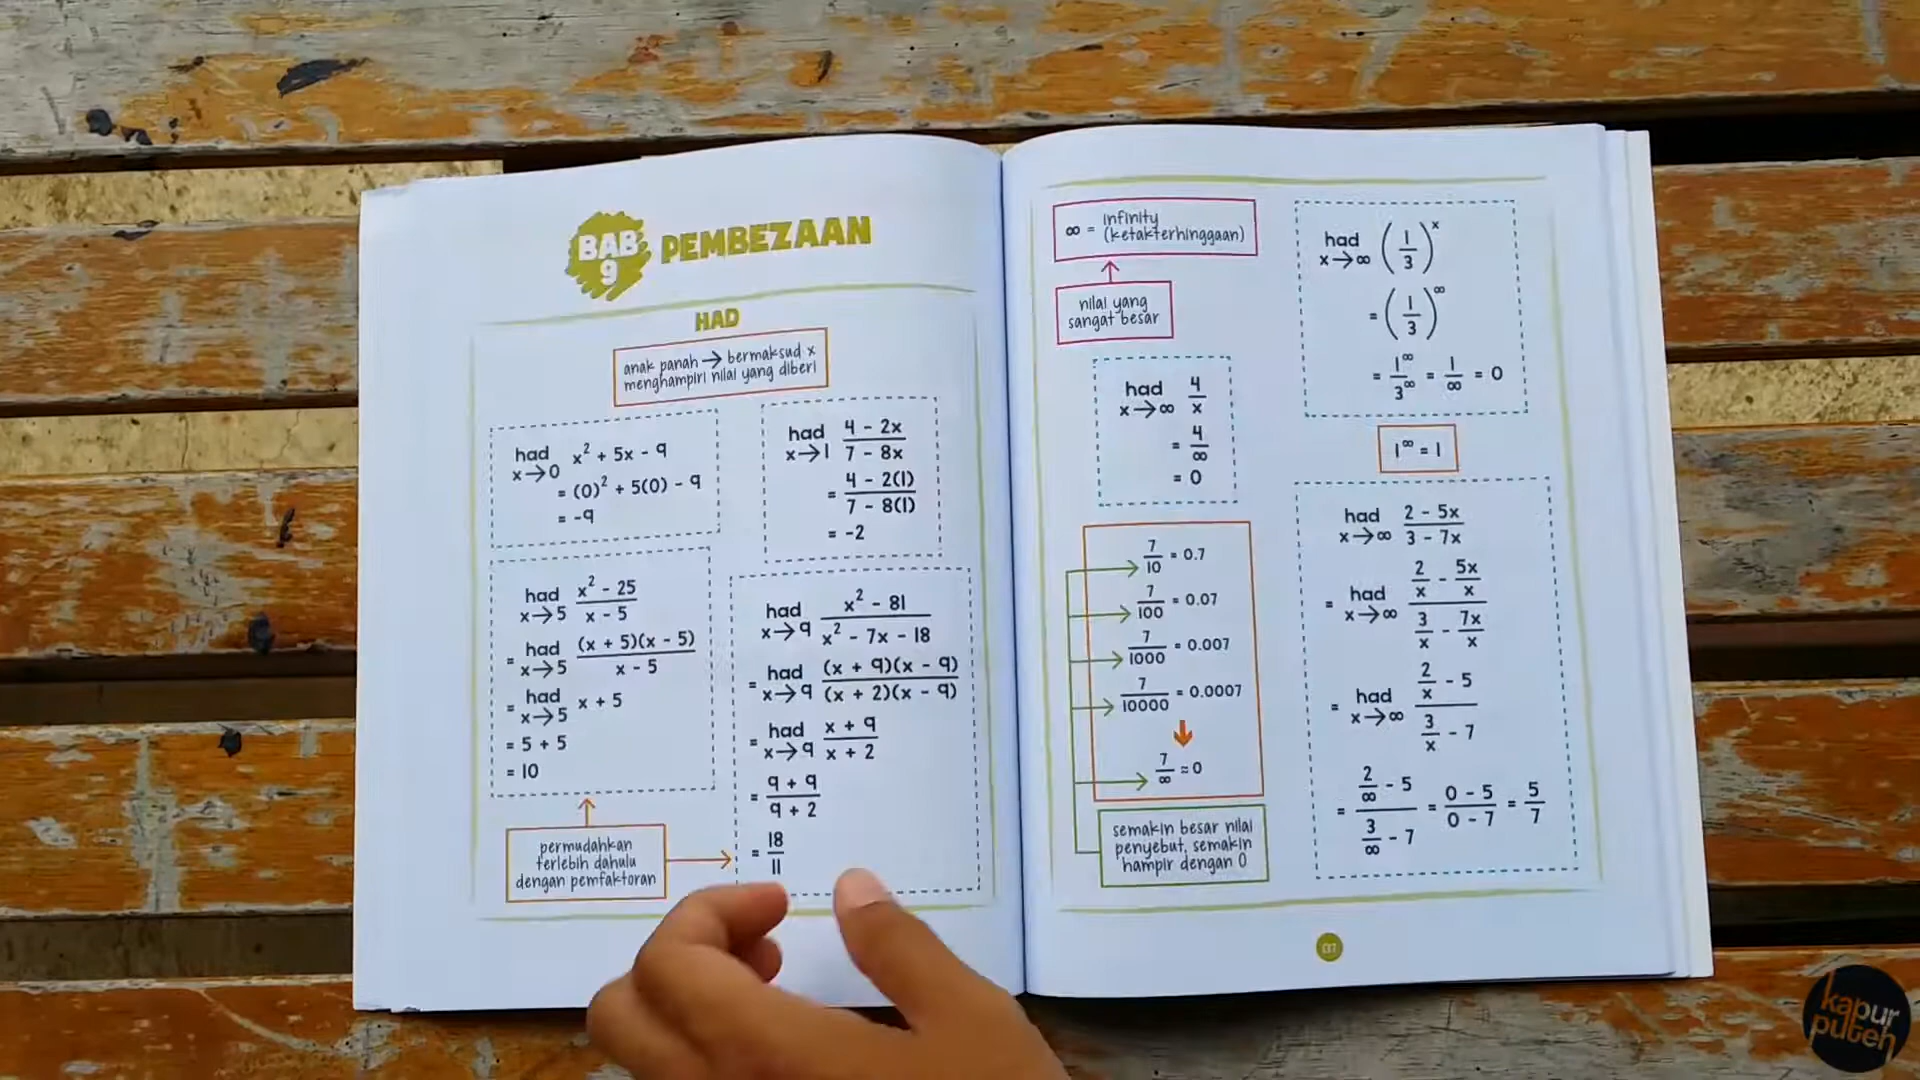 BAB
9
PEMBEZAAN
HAD
anak panah → bermaksud x
menghampiri nilai yang diberi
had x→0 x² + 5x - 9
= (0)² + 5(0) - 9
= -9
had x→1 (4 - 2x)/(7 - 8x)
= (4 - 2(1))/(7 - 8(1))
= -2
had x→5 (x² - 25)/(x - 5)
= had x→5 (x + 5)(x - 5)/(x - 5)
= had x→5 x + 5
= 5 + 5
= 10
permudahkan
terlebih dahulu
dengan pemfaktoran
had x→9 (x² - 81)/(x² - 7x - 18)
= had x→9 (x + 9)(x - 9)/(x + 2)(x - 9)
= had x→9 (x + 9)/(x + 2)
= (9 + 9)/(9 + 2)
= 18/11
∞ = infinity
(ketakterhinggaan)
nilai yang
sangat besar
had x→∞ 4/x
= 4/∞
= 0
7/10 = 0.7
7/100 = 0.07
7/1000 = 0.007
7/10000 = 0.0007
7/∞ ≈ 0
semakin besar nilai
penyebut, semakin
hampir dengan 0
had x→∞ (1/3)^x
= (1/3)^∞
= 1^∞/3^∞ = 1/∞ = 0
1^∞ = 1
had x→∞ (2 - 5x)/(3 - 7x)
= had x→∞ (2/x - 5x/x)/(3/x - 7x/x)
= had x→∞ (2/x - 5)/(3/x - 7)
= (2/∞ - 5)/(3/∞ - 7) = (0 - 5)/(0 - 7) = 5/7
kapur
puteh